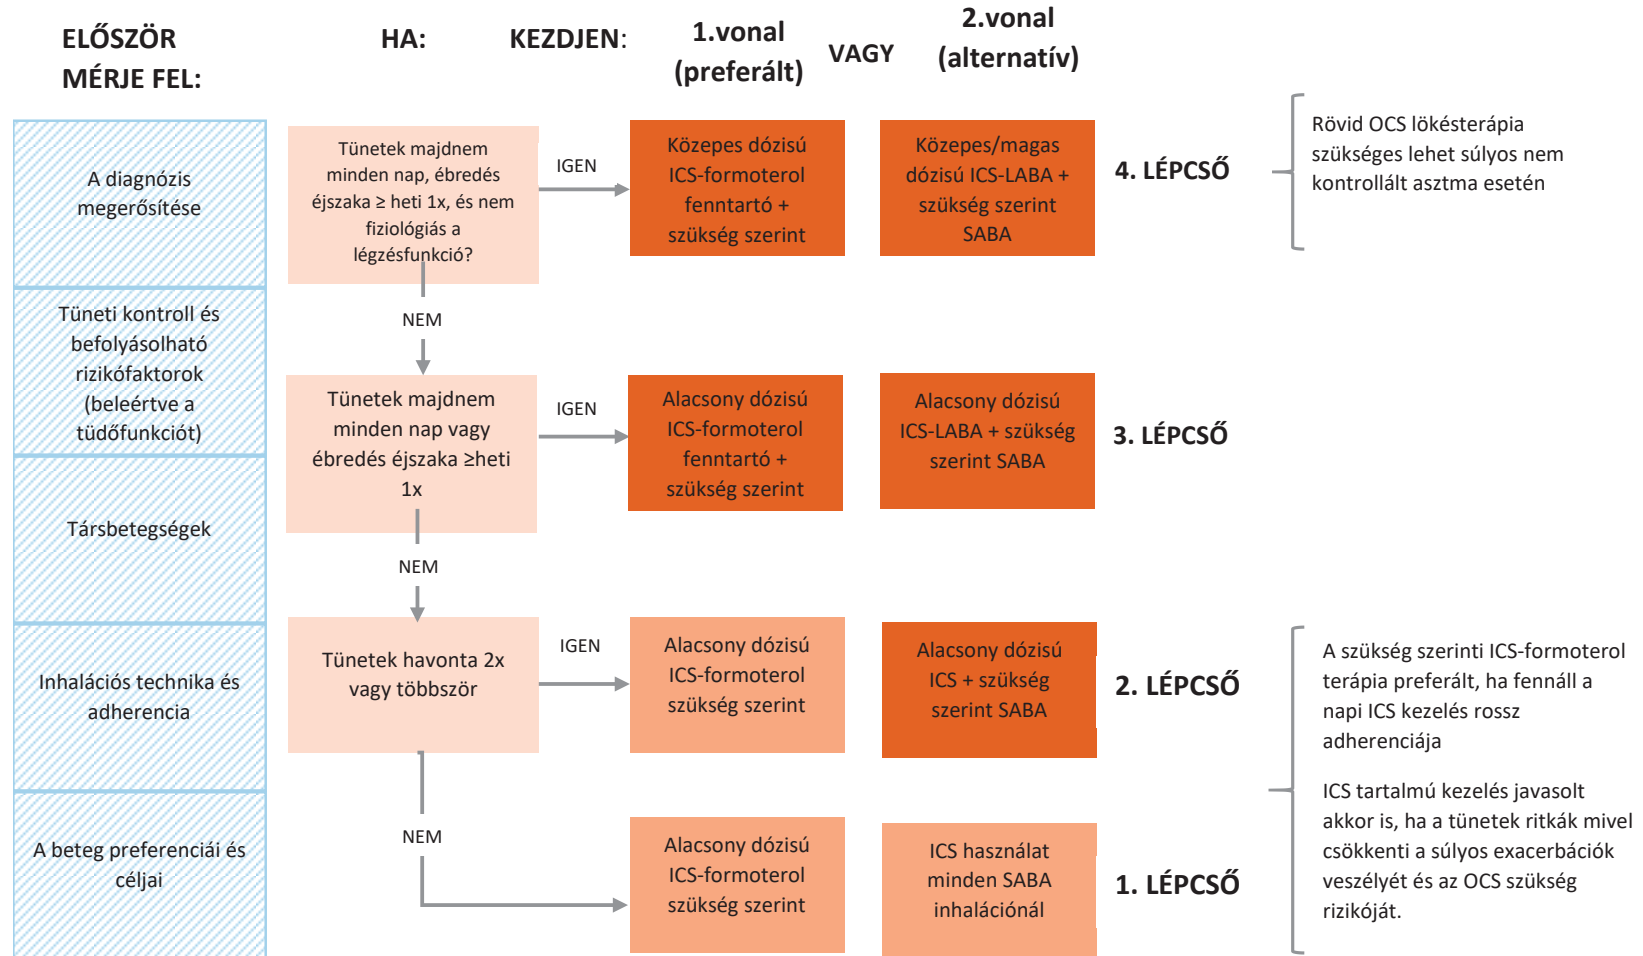 ELŐSZÖR
MÉRJE FEL:
HA:
KEZDJEN:
1.vonal
(preferált)
VAGY
2.vonal
(alternatív)
A diagnózis
megerősítése
Tüneti kontroll és
befolyásolható
rizikófaktorok
(beleértve a
tüdőfunkciót)
Társbetegségek
Inhalációs technika és
adherencia
A beteg preferenciái és
céljai
Tünetek majdnem
minden nap, ébredés
éjszaka ≥ heti 1x, és nem
fiziológiás a
légzésfunkció?
IGEN
Közepes dózisú
ICS-formoterol
fenntartó +
szükség szerint
Közepes/magas
dózisú ICS-LABA +
szükség szerint
SABA
4. LÉPCSŐ
Rövid OCS lökésterápia
szükséges lehet súlyos nem
kontrollált asztma esetén
NEM
Tünetek majdnem
minden nap vagy
ébredés éjszaka ≥heti
1x
IGEN
Alacsony dózisú
ICS-formoterol
fenntartó +
szükség szerint
Alacsony dózisú
ICS-LABA + szükség
szerint SABA
3. LÉPCSŐ
NEM
Tünetek havonta 2x
vagy többször
IGEN
Alacsony dózisú
ICS-formoterol
szükség szerint
Alacsony dózisú
ICS + szükség
szerint SABA
2. LÉPCSŐ
NEM
Alacsony dózisú
ICS-formoterol
szükség szerint
ICS használat
minden SABA
inhalációnál
1. LÉPCSŐ
A szükség szerinti ICS-formoterol
terápia preferált, ha fennáll a
napi ICS kezelés rossz
adherenciája
ICS tartalmú kezelés javasolt
akkor is, ha a tünetek ritkák mivel
csökkenti a súlyos exacerbációk
veszélyét és az OCS szükség
rizikóját.